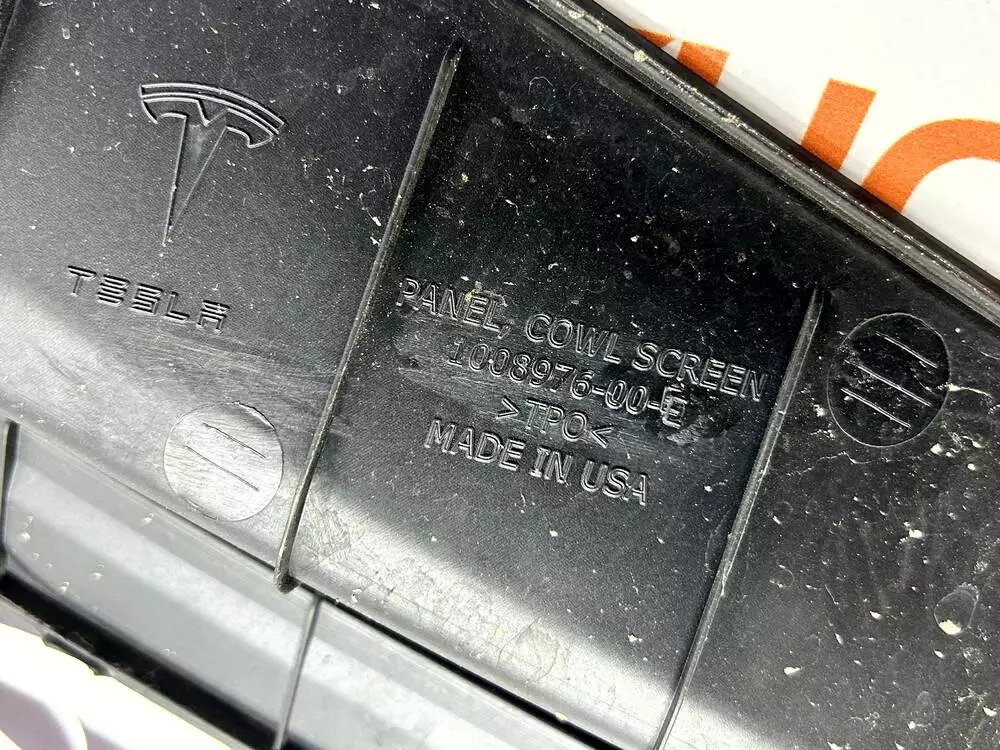 TESLA
PANEL, COWL SCREEN
1008976-00-E
>TPO<
MADE IN USA